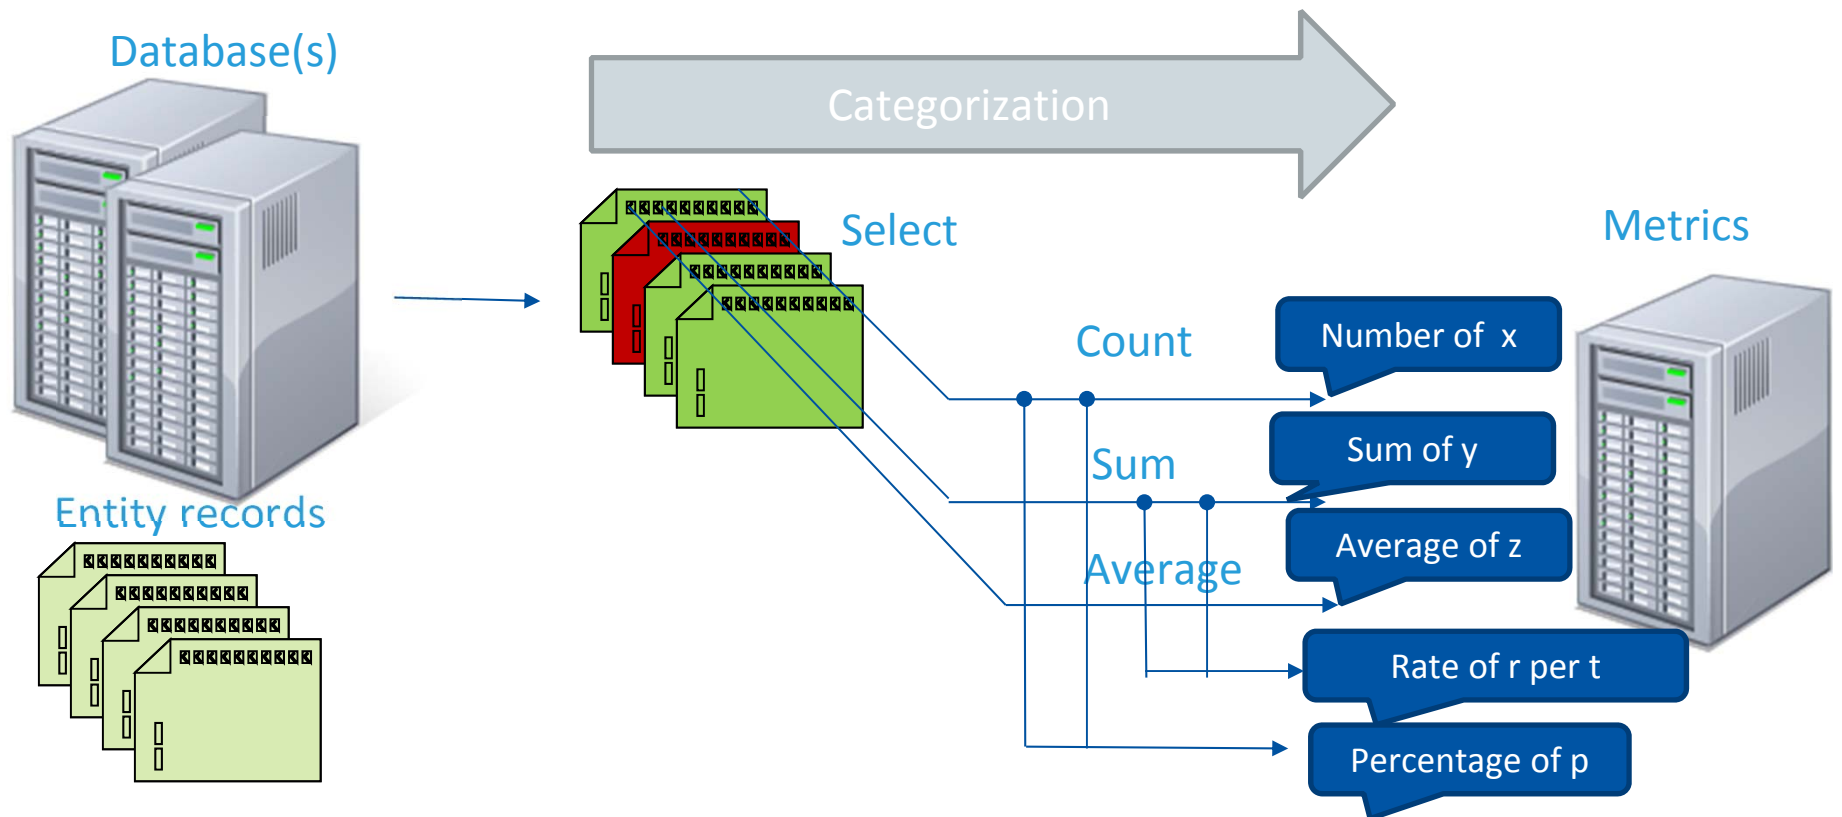 Database(s)
Categorization
Select
Metrics
Count
Number of x
Sum
Sum of y
Entity records
Average
Average of z
Rate of r per t
Percentage of p